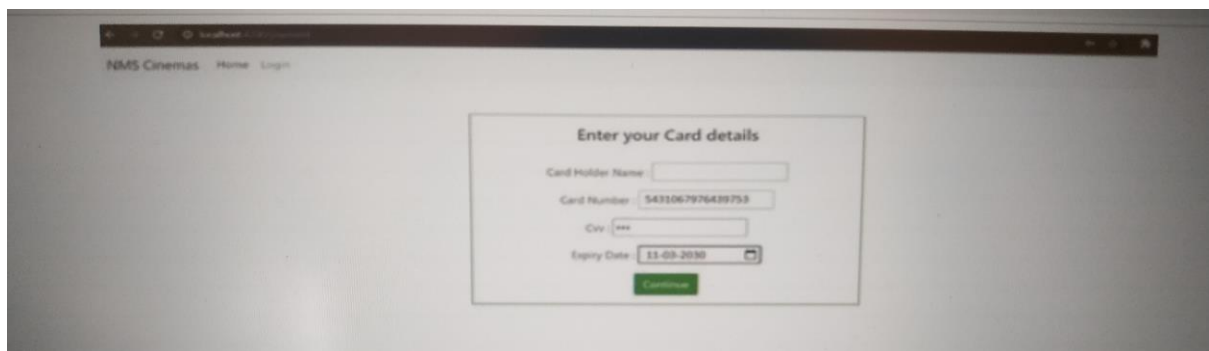 localhost
NMS Cinemas Home Login
Enter your Card details
Card Holder Name :
Card Number : 5431067976439753
Cvv : •••
Expiry Date : 11-03-2030
Continue